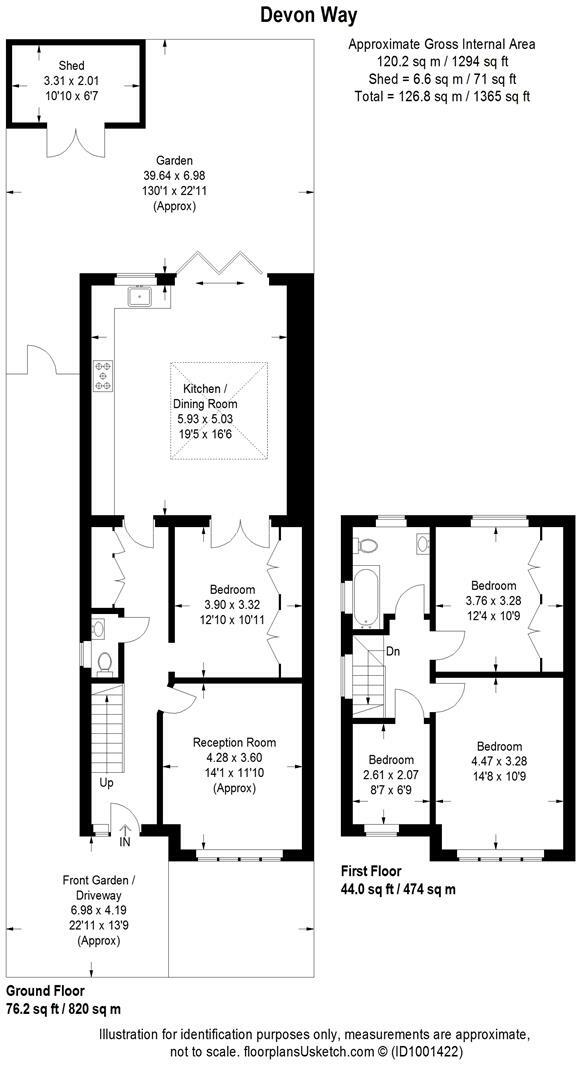 Devon Way
Approximate Gross Internal Area
120.2 sq m / 1294 sq ft
Shed = 6.6 sq m / 71 sq ft
Total = 126.8 sq m / 1365 sq ft
Shed
3.31 x 2.01
10'10 x 6'7
Garden
39.64 x 6.98
130'1 x 22'11
(Approx)
Kitchen /
Dining Room
5.93 x 5.03
19'5 x 16'6
Bedroom
3.90 x 3.32
12'10 x 10'11
Reception Room
4.28 x 3.60
14'1 x 11'10
(Approx)
Up
IN
Front Garden /
Driveway
6.98 x 4.19
22'11 x 13'9
(Approx)
Ground Floor
76.2 sq ft / 820 sq m
Bedroom
3.76 x 3.28
12'4 x 10'9
Dn
Bedroom
2.61 x 2.07
8'7 x 6'9
Bedroom
4.47 x 3.28
14'8 x 10'9
First Floor
44.0 sq ft / 474 sq m
Illustration for identification purposes only, measurements are approximate,
not to scale. floorplansUsketch.com © (ID1001422)